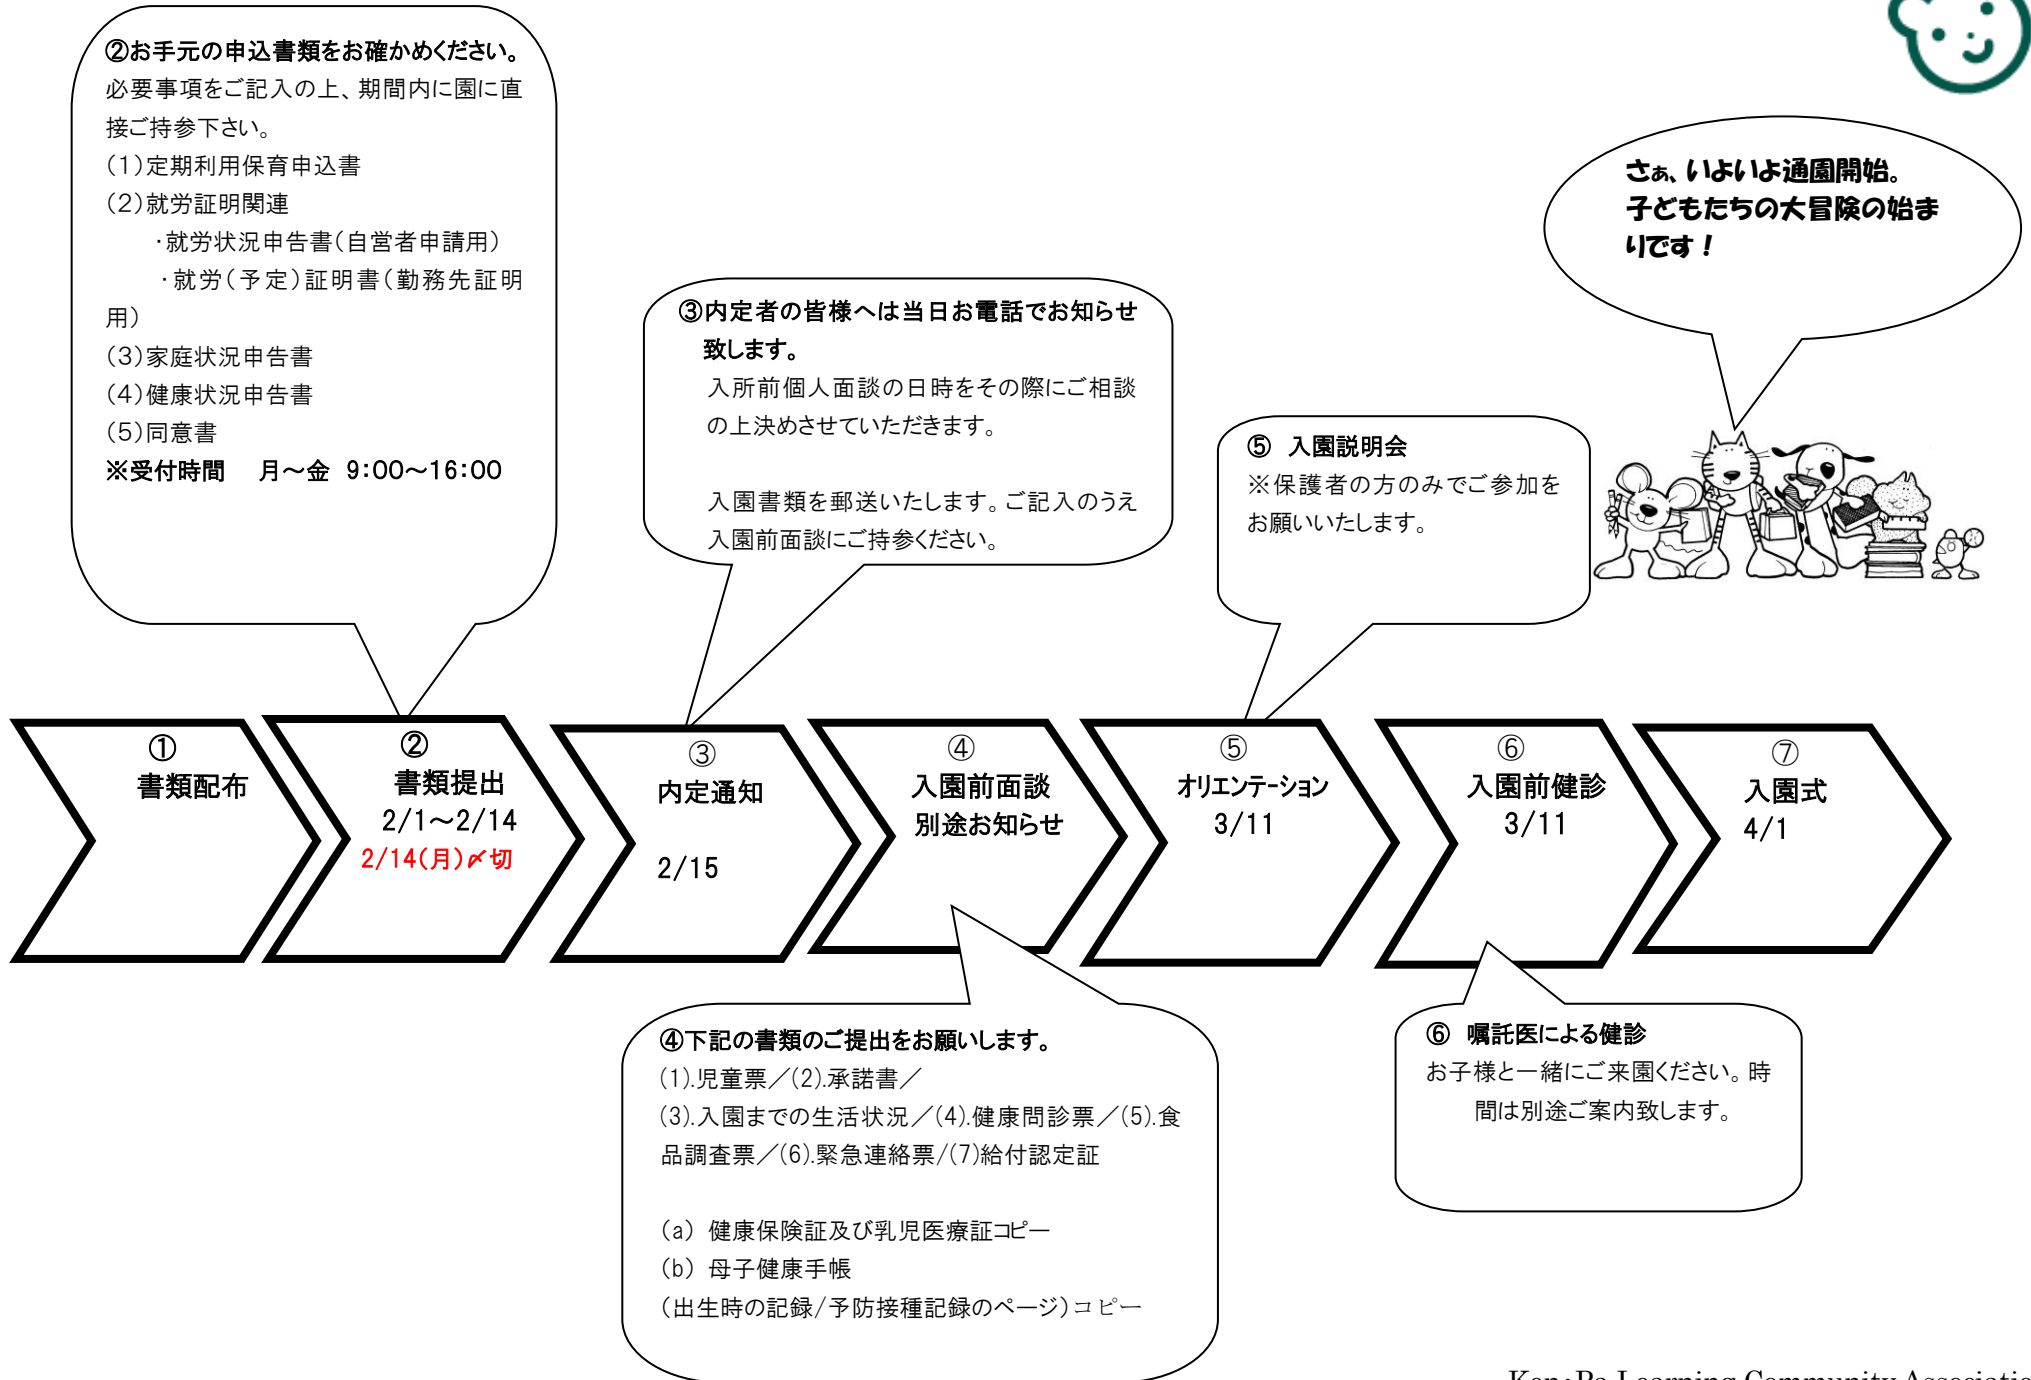 ②お手元の申込書類をお確かめください。
必要事項をご記入の上、期間内に園に直
接ご持参下さい。
(1)定期利用保育申込書
(2)就労証明関連
・就労状況申告書(自営者申請用)
・就労(予定)証明書(勤務先証明
用)
(3)家庭状況申告書
(4)健康状況申告書
(5)同意書
※受付時間　月～金 9:00～16:00
③内定者の皆様へは当日お電話でお知らせ
致します。
入所前個人面談の日時をその際にご相談
の上決めさせていただきます。
入園書類を郵送いたします。ご記入のうえ
入園前面談にご持参ください。
⑤ 入園説明会
※保護者の方のみでご参加を
お願いいたします。
さぁ、いよいよ通園開始。
子どもたちの大冒険の始ま
りです！
①
書類配布
②
書類提出
2/1～2/14
2/14(月)〆切
③
内定通知
2/15
④
入園前面談
別途お知らせ
⑤
オリエンテーション
3/11
⑥
入園前健診
3/11
⑦
入園式
4/1
④下記の書類のご提出をお願いします。
(1).児童票／(2).承諾書／
(3).入園までの生活状況／(4).健康問診票／(5).食
品調査票／(6).緊急連絡票/(7)給付認定証
(a) 健康保険証及び乳児医療証コピー
(b) 母子健康手帳
(出生時の記録/予防接種記録のページ)コピー
⑥ 嘱託医による健診
お子様と一緒にご来園ください。時
間は別途ご案内致します。
Learning Community